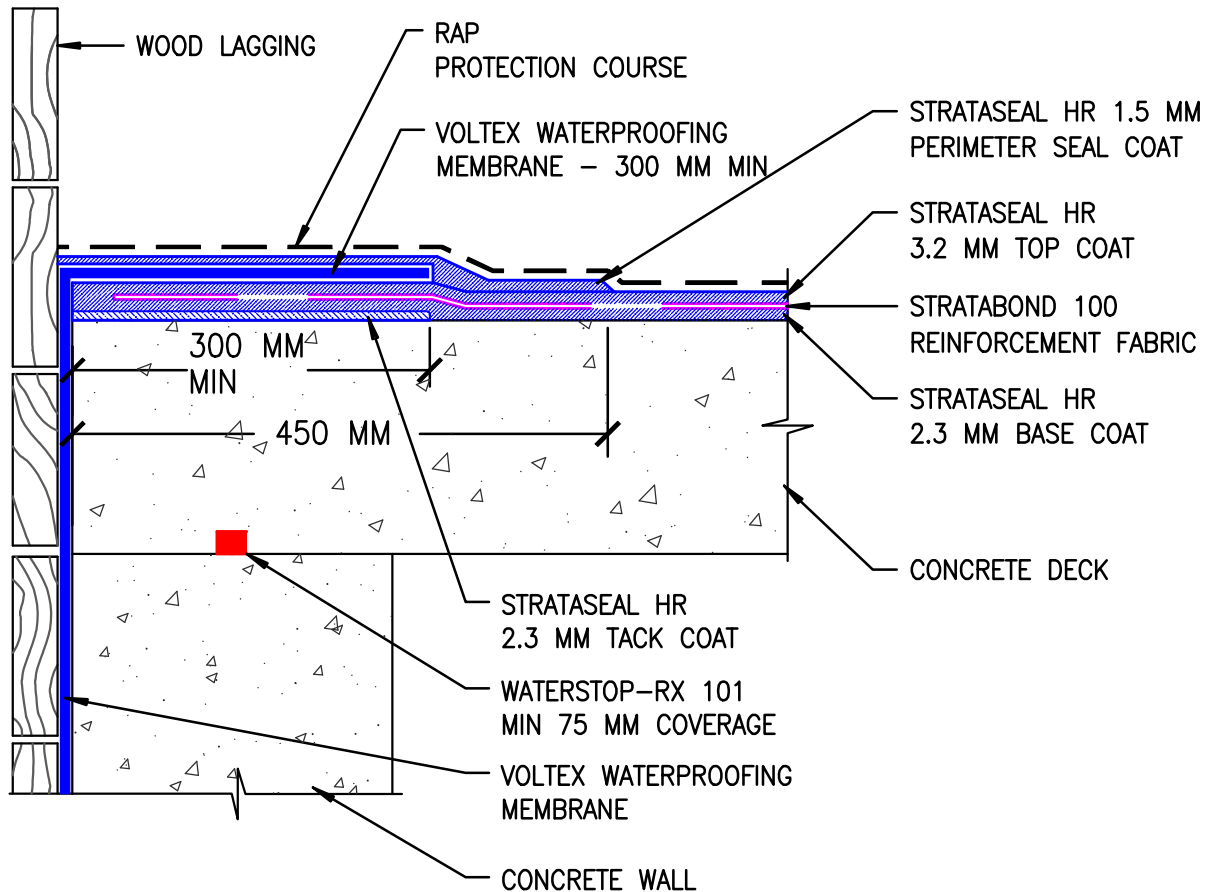 WOOD LAGGING
RAP
PROTECTION COURSE
VOLTEX WATERPROOFING
MEMBRANE – 300 MM MIN
STRATASEAL HR 1.5 MM
PERIMETER SEAL COAT
STRATASEAL HR
3.2 MM TOP COAT
STRATABOND 100
REINFORCEMENT FABRIC
STRATASEAL HR
2.3 MM BASE COAT
300 MM
MIN
450 MM
CONCRETE DECK
STRATASEAL HR
2.3 MM TACK COAT
WATERSTOP–RX 101
MIN 75 MM COVERAGE
VOLTEX WATERPROOFING
MEMBRANE
CONCRETE WALL